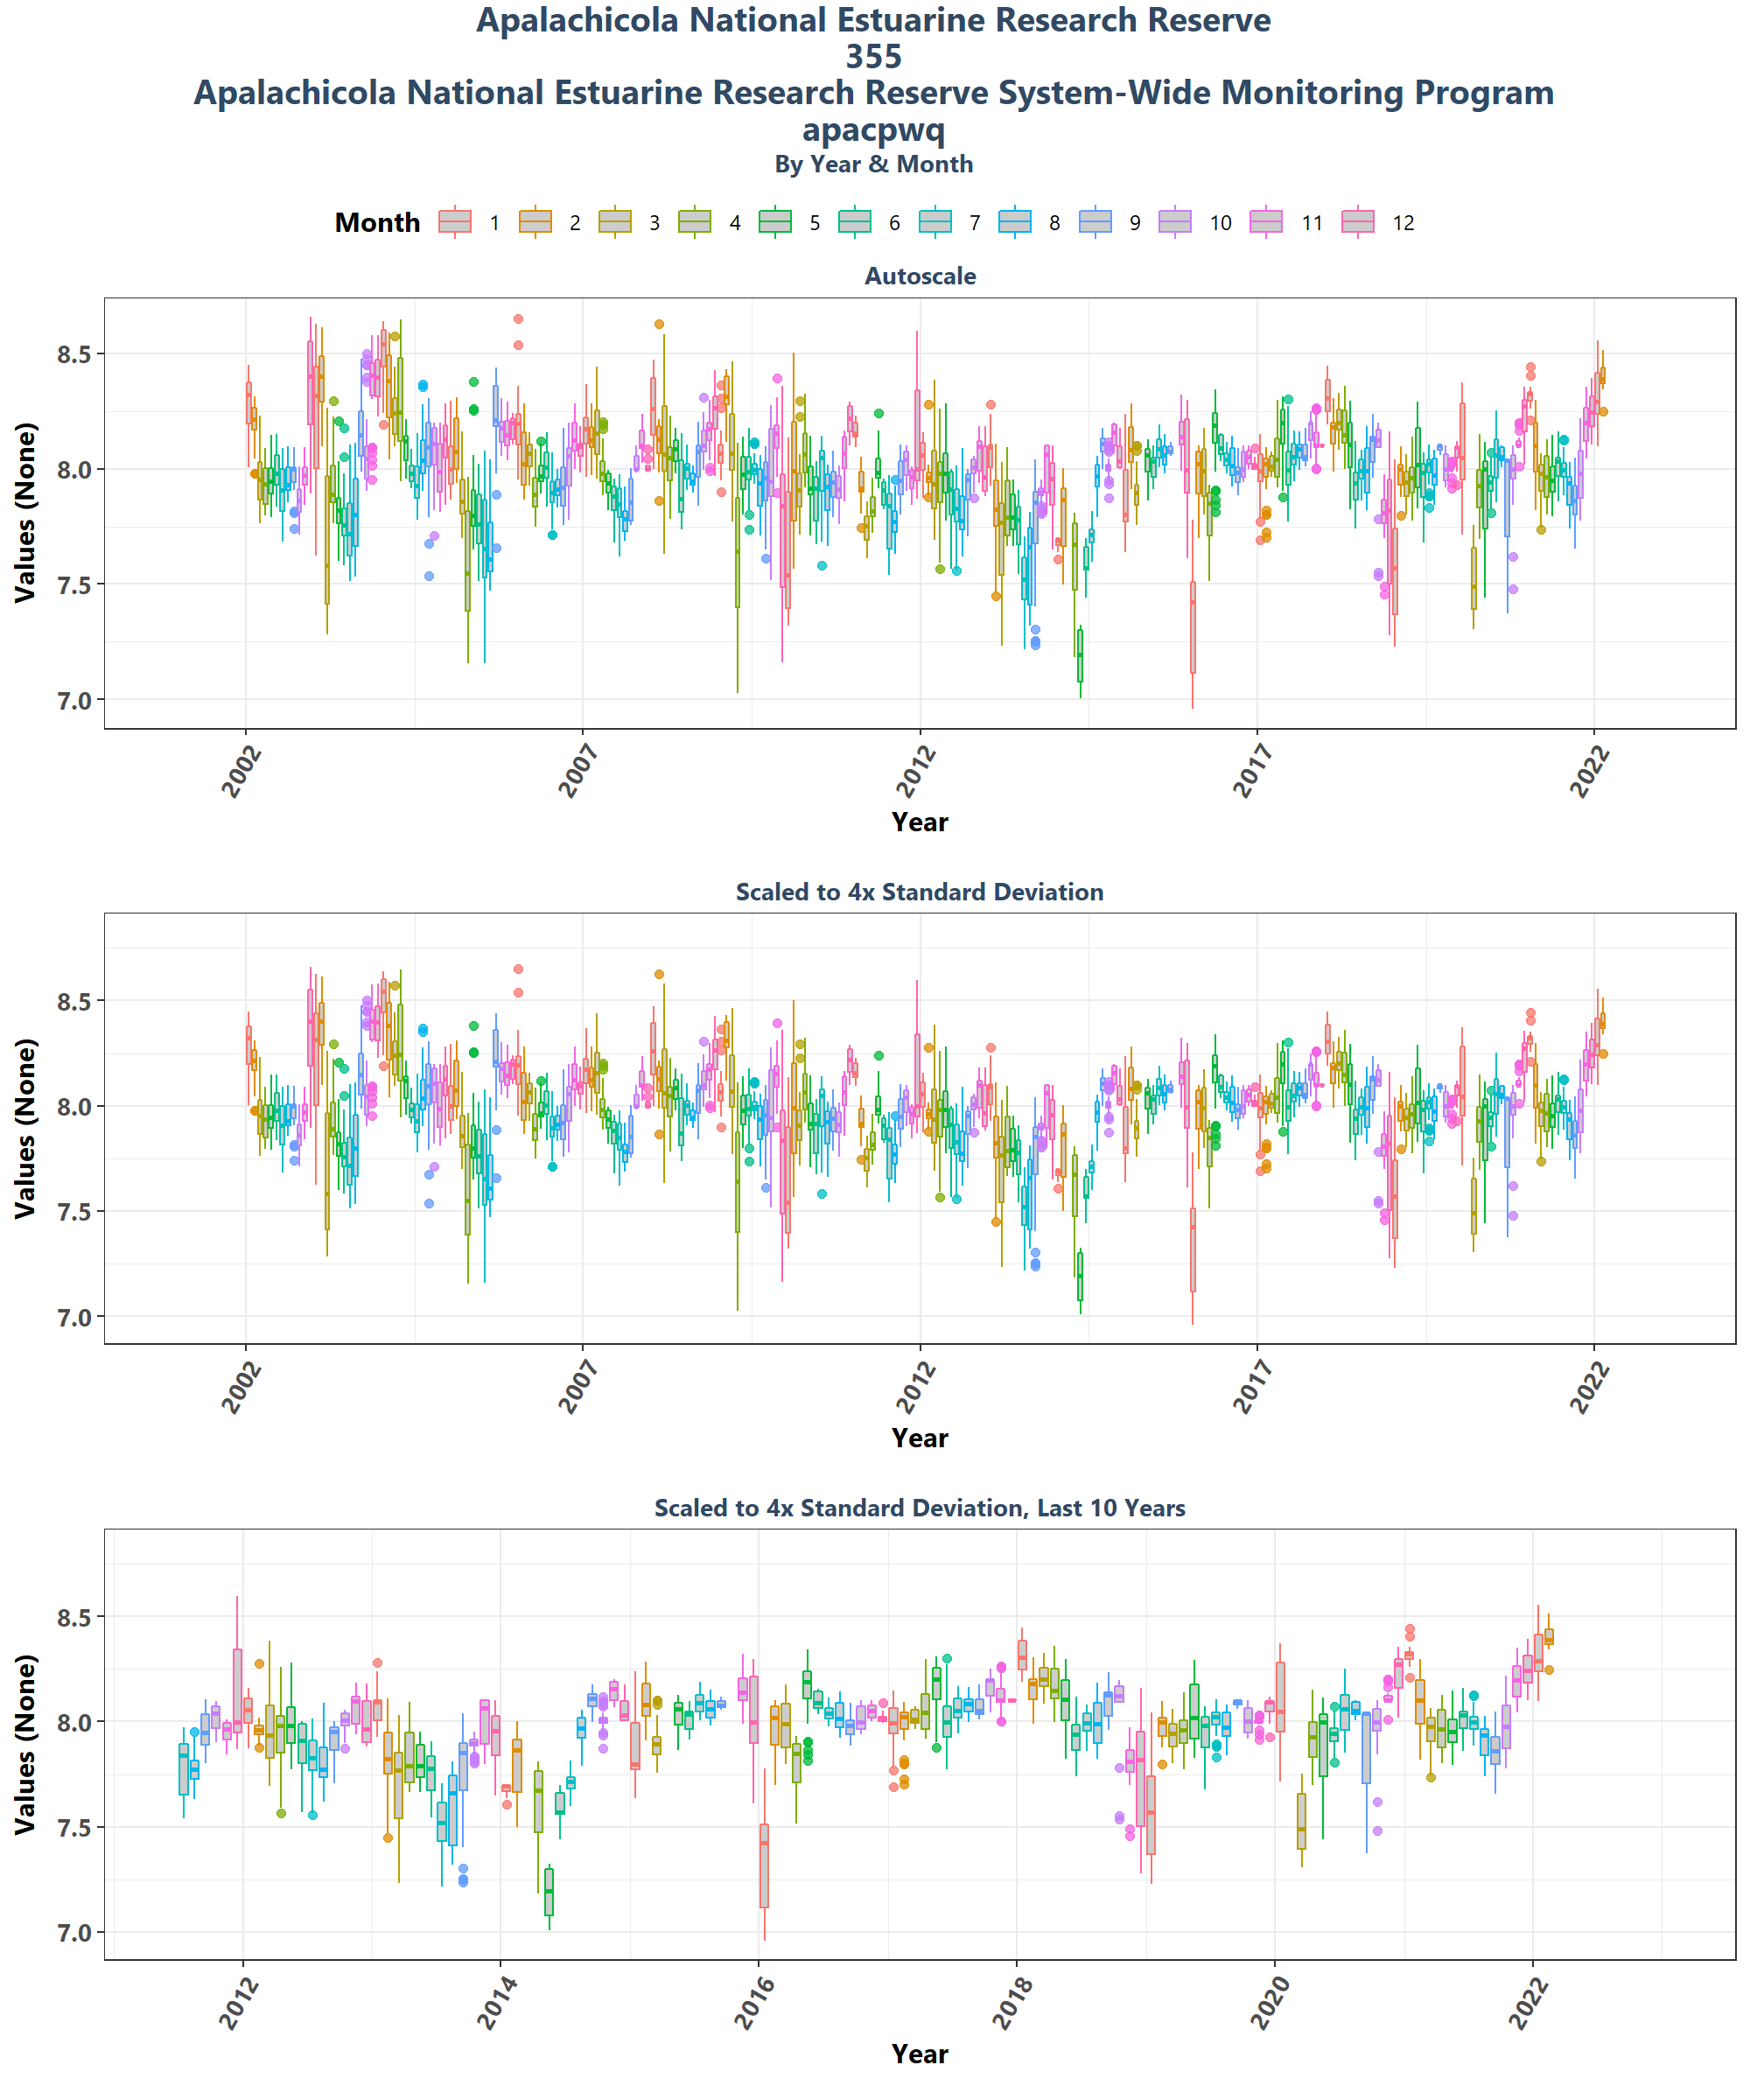 Apalachicola National Estuarine Research Reserve
355
Apalachicola National Estuarine Research Reserve System-Wide Monitoring Program
apacpwq
By Year & Month
Month 1 2 3 4 5 6 7 8 9 10 11 12
Autoscale
Values (None)
8.5
8.0
7.5
7.0
2002 2007 2012 2017 2022
Year
Scaled to 4x Standard Deviation
Values (None)
8.5
8.0
7.5
7.0
2002 2007 2012 2017 2022
Year
Scaled to 4x Standard Deviation, Last 10 Years
Values (None)
8.5
8.0
7.5
7.0
2012 2014 2016 2018 2020 2022
Year